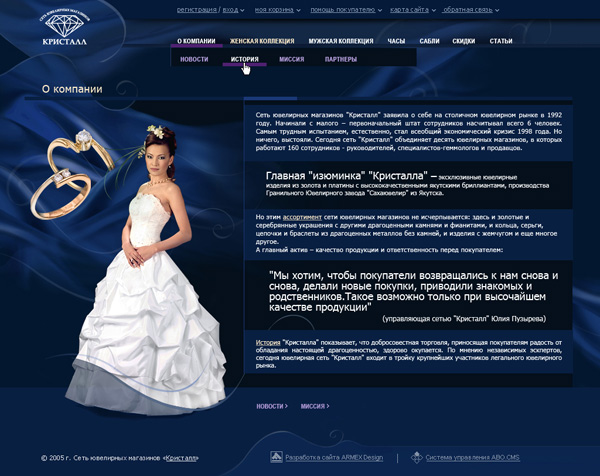 СЕТЬ ЮВЕЛИРНЫХ МАГАЗИНОВ
КРИСТАЛЛ
регистрация / вход
моя корзина
помощь покупателю
карта сайта
обратная связь
О КОМПАНИИ
ЖЕНСКАЯ КОЛЛЕКЦИЯ
МУЖСКАЯ КОЛЛЕКЦИЯ
ЧАСЫ
САБЛИ
СКИДКИ
СТАТЬИ
НОВОСТИ
ИСТОРИЯ
МИССИЯ
ПАРТНЕРЫ
О компании
Сеть ювелирных магазинов "Кристалл" заявила о себе на столичном ювелирном рынке в 1992
году. Начинали с малого – первоначальный штат сотрудников насчитывал всего 6 человек.
Самым трудным испытанием, естественно, стал всеобщий экономический кризис 1998 года. Но
ничего, выстояли. Сегодня сеть "Кристалл" объединяет десять ювелирных магазинов, в которых
работают 160 сотрудников - руководителей, специалистов-геммологов и продавцов.
Главная "изюминка" "Кристалла" – эксклюзивные ювелирные
изделия из золота и платины с высококачественными якутскими бриллиантами, производства
Гранильного Ювелирного завода "Сахаювелир" из Якутска.
Но этим ассортимент сети ювелирных магазинов не исчерпывается: здесь и золотые и
серебряные украшения с другими драгоценными камнями и фианитами, и кольца, серьги,
цепочки и браслеты из драгоценных металлов без камней, и изделия с жемчугом и еще многое
другое.
А главный актив – качество продукции и ответственность перед покупателем:
"Мы хотим, чтобы покупатели возвращались к нам снова и
снова, делали новые покупки, приводили знакомых и
родственников.Такое возможно только при высочайшем
качестве продукции"
(управляющая сетью "Кристалл" Юлия Пузырева)
История "Кристалла" показывает, что добросовестная торговля, приносящая покупателям радость от
обладания настоящей драгоценностью, здорово окупается. По мнению независимых экспертов,
сегодня ювелирная сеть "Кристалл" входит в тройку крупнейших участников легального ювелирного
рынка.
НОВОСТИ >
МИССИЯ >
© 2005 г. Сеть ювелирных магазинов «Кристалл»
Разработка сайта ARMEX Design
Система управления ABO.CMS